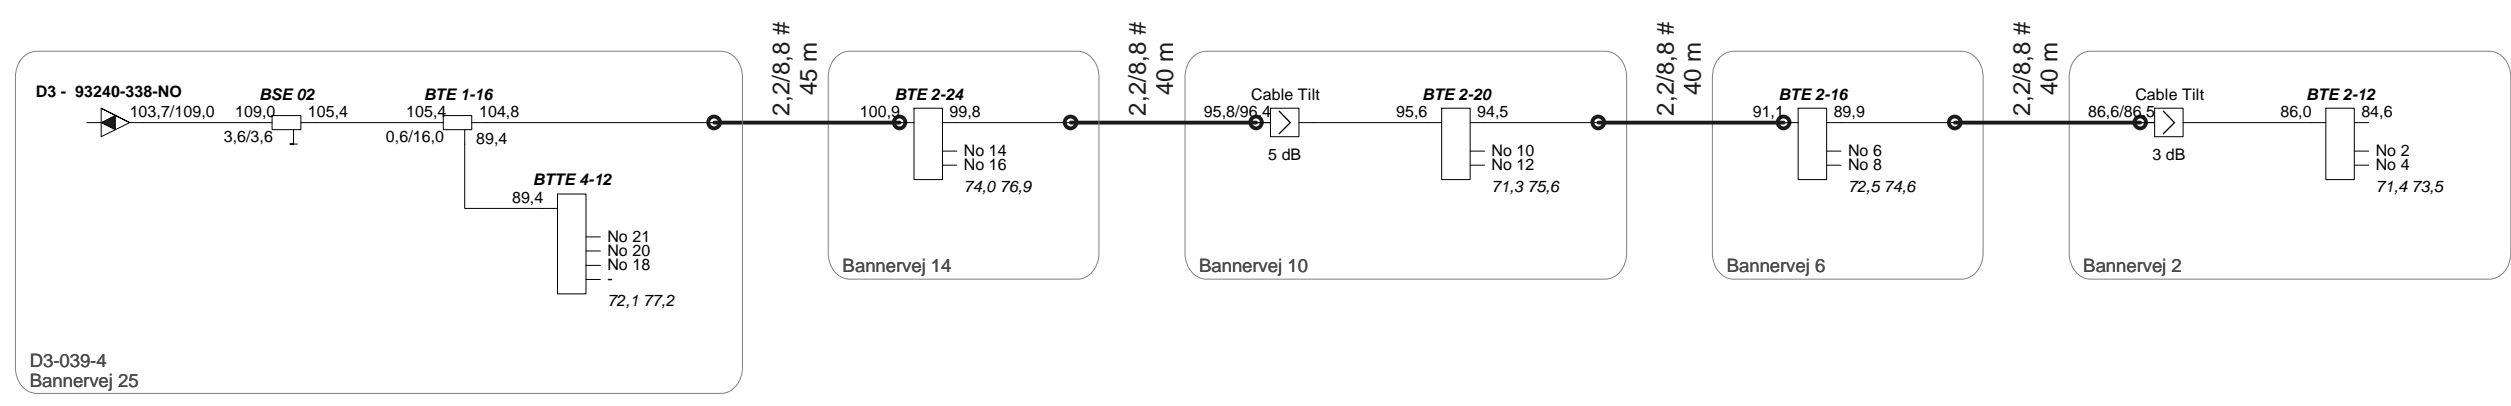 D3 - 93240-338-NO
103,7/109,0
BSE 02
109,0
105,4
3,6/3,6
BTE 1-16
105,4
104,8
0,6/16,0
89,4
BTTE 4-12
89,4
No 21
No 20
No 18
-
72,1 77,2
D3-039-4
Bannervej 25
2,2/8,8 #
45 m
BTE 2-24
100,9
99,8
No 14
No 16
74,0 76,9
Bannervej 14
2,2/8,8 #
40 m
Cable Tilt
95,8/96,4
5 dB
BTE 2-20
95,6
94,5
No 10
No 12
71,3 75,6
Bannervej 10
2,2/8,8 #
40 m
BTE 2-16
91,1
89,9
No 6
No 8
72,5 74,6
Bannervej 6
2,2/8,8 #
40 m
Cable Tilt
86,6/86,5
3 dB
BTE 2-12
86,0
84,6
No 2
No 4
71,4 73,5
Bannervej 2